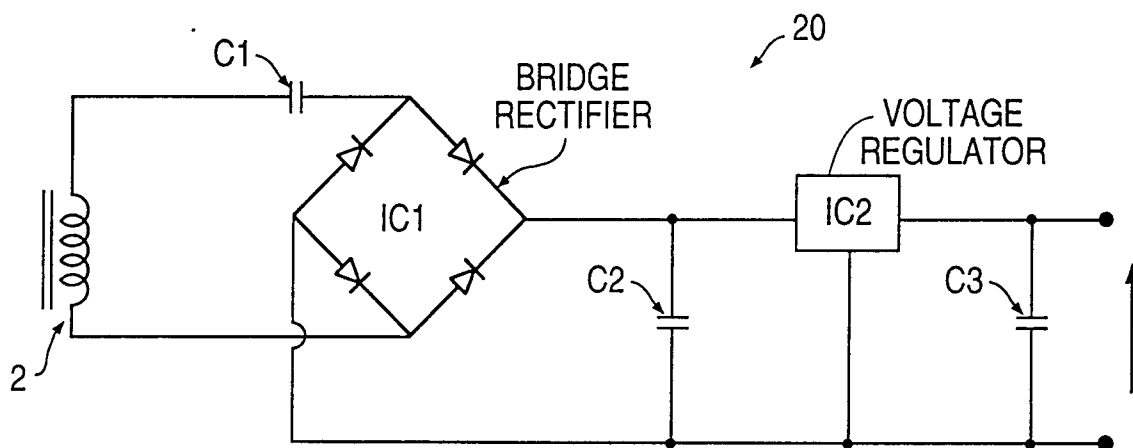 20
C1
BRIDGE
RECTIFIER
VOLTAGE
REGULATOR
IC1
IC2
C2
C3
2